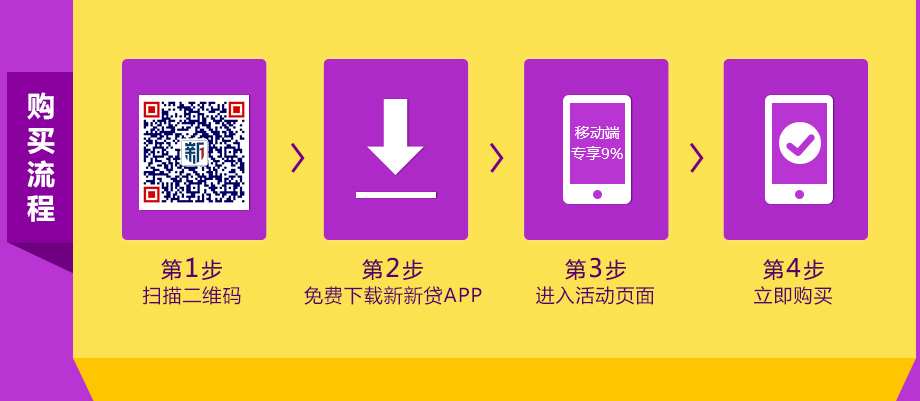 购买流程
新
移动端
专享9%
第1步
扫描二维码
第2步
免费下载新新贷APP
第3步
进入活动页面
第4步
立即购买